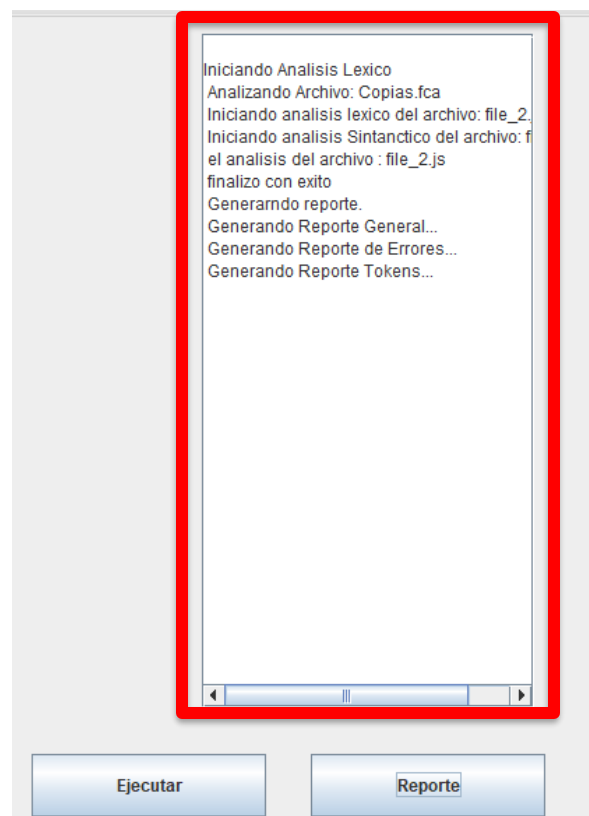 Iniciando Analisis Lexico
Analizando Archivo: Copias.fca
Iniciando analisis lexico del archivo: file_2.
Iniciando analisis Sintanctico del archivo: f
el analisis del archivo : file_2.js
finalizo con exito
Generarndo reporte.
Generando Reporte General...
Generando Reporte de Errores...
Generando Reporte Tokens...
Ejecutar
Reporte